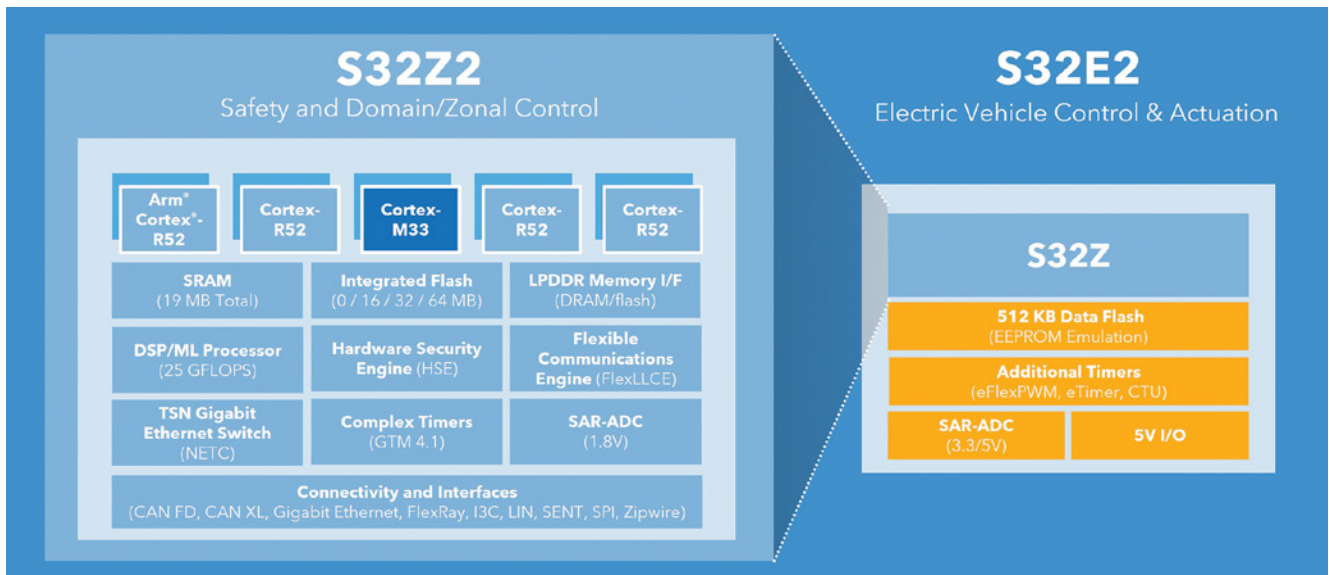 S32Z2
Safety and Domain/Zonal Control
Arm®
Cortex®-
R52
Cortex-
R52
Cortex-
M33
Cortex-
R52
Cortex-
R52
SRAM
(19 MB Total)
Integrated Flash
(0 / 16 / 32 / 64 MB)
LPDDR Memory I/F
(DRAM/flash)
DSP/ML Processor
(25 GFLOPS)
Hardware Security
Engine (HSE)
Flexible
Communications
Engine (FlexLLCE)
TSN Gigabit
Ethernet Switch
(NETC)
Complex Timers
(GTM 4.1)
SAR-ADC
(1.8V)
Connectivity and Interfaces
(CAN FD, CAN XL, Gigabit Ethernet, FlexRay, I3C, LIN, SENT, SPI, Zipwire)
S32E2
Electric Vehicle Control & Actuation
S32Z
512 KB Data Flash
(EEPROM Emulation)
Additional Timers
(eFlexPWM, eTimer, CTU)
SAR-ADC
(3.3/5V)
5V I/O